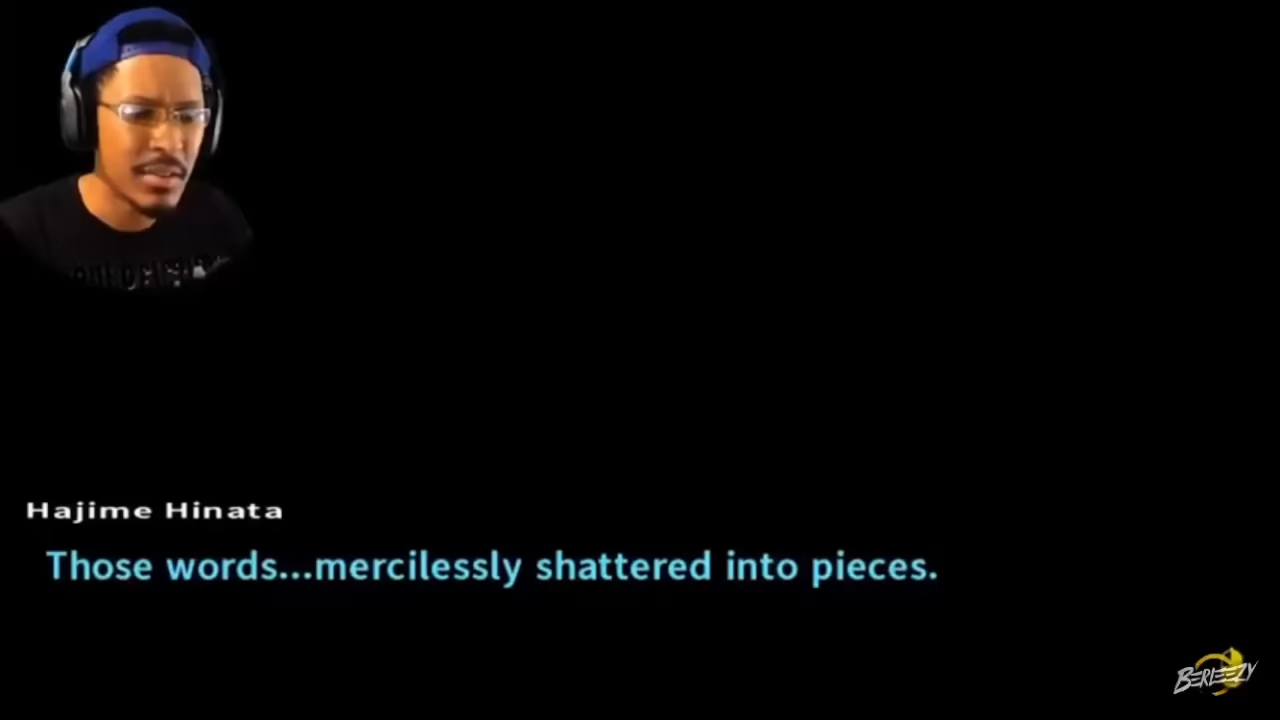 Hajime Hinata
Those words...mercilessly shattered into pieces.
BERLEEZY